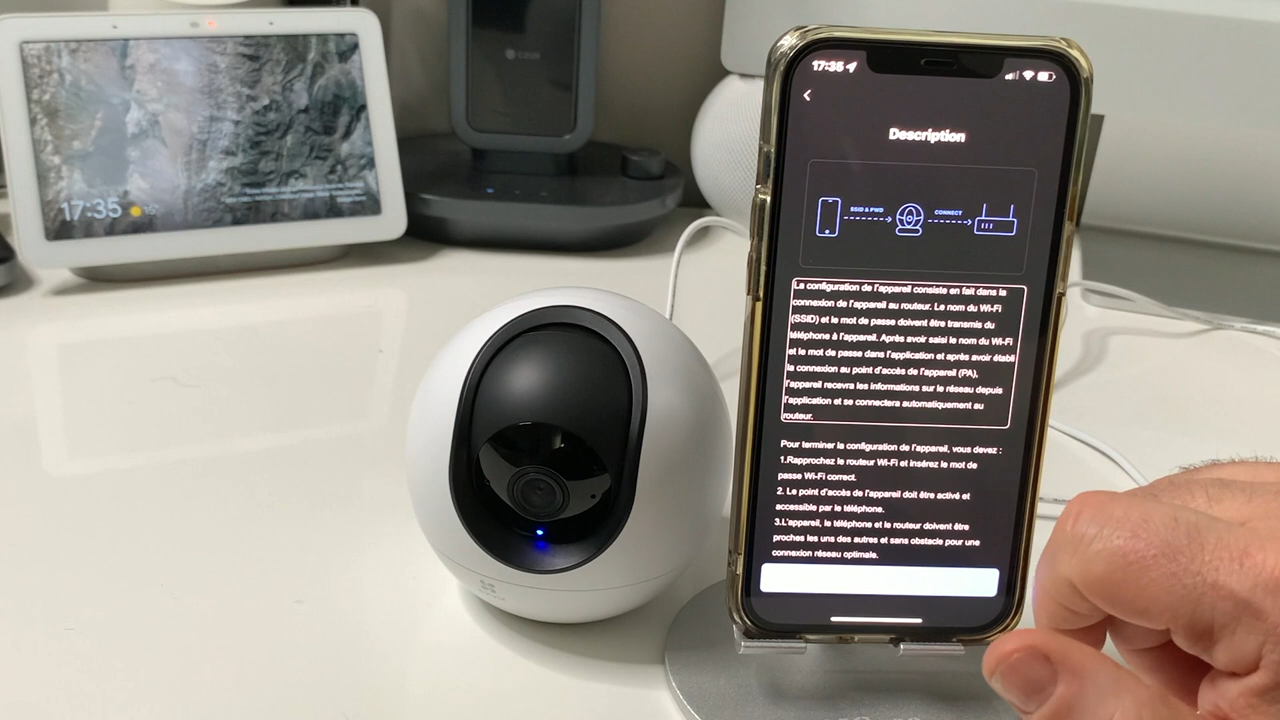 17:35
17:35
Description
SSID & PWD
CONNECT
La configuration de l'appareil consiste en fait dans la
connexion de l'appareil au routeur. Le nom du Wi-Fi
(SSID) et le mot de passe doivent être transmis du
téléphone à l'appareil. Après avoir saisi le nom du Wi-Fi
et le mot de passe dans l'application et après avoir établi
la connexion au point d'accès de l'appareil (PA),
l'appareil recevra les informations sur le réseau depuis
l'application et se connectera automatiquement au
routeur.
Pour terminer la configuration de l'appareil, vous devez :
1.Rapprochez le routeur Wi-Fi et insérez le mot de
passe Wi-Fi correct.
2. Le point d'accès de l'appareil doit être activé et
accessible par le téléphone.
3.L'appareil, le téléphone et le routeur doivent être
proches les uns des autres et sans obstacle pour une
connexion réseau optimale.